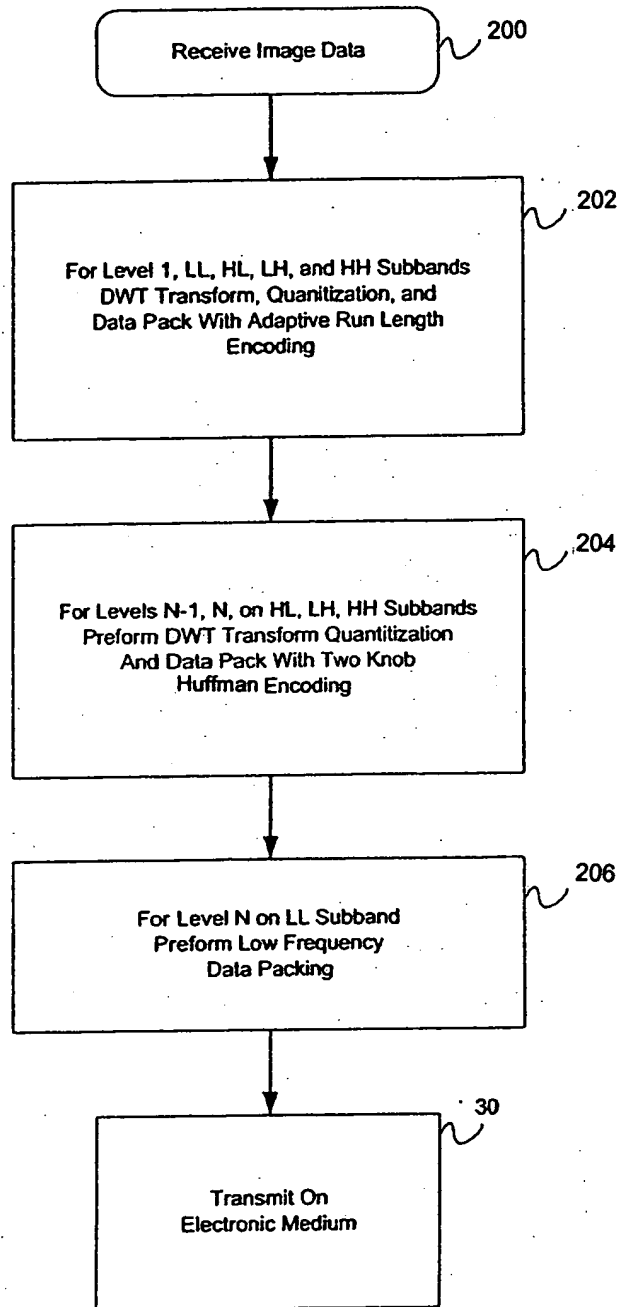 Receive Image Data
200
202
For Level 1, LL, HL, LH, and HH Subbands
DWT Transform, Quanitization, and
Data Pack With Adaptive Run Length
Encoding
204
For Levels N-1, N, on HL, LH, HH Subbands
Preform DWT Transform Quantitization
And Data Pack With Two Knob
Huffman Encoding
206
For Level N on LL Subband
Preform Low Frequency
Data Packing
30
Transmit On
Electronic Medium